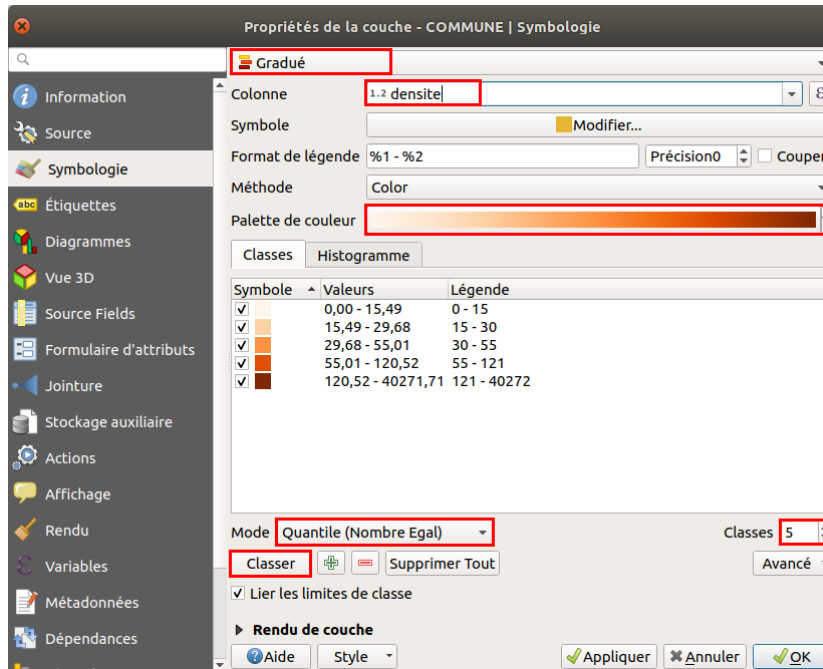 Propriétés de la couche - COMMUNE | Symbologie
Information
Source
Symbologie
abc Étiquettes
Diagrammes
Vue 3D
Source Fields
Formulaire d'attributs
Jointure
Stockage auxiliaire
Actions
Affichage
Rendu
Variables
Métadonnées
Dépendances
Gradué
Colonne 1.2 densite
Symbole Modifier...
Format de légende %1 - %2 Précision0 Couper
Méthode Color
Palette de couleur
Classes Histogramme
Symbole Valeurs Légende
0,00 - 15,49 0 - 15
15,49 - 29,68 15 - 30
29,68 - 55,01 30 - 55
55,01 - 120,52 55 - 121
120,52 - 40271,71 121 - 40272
Mode Quantile (Nombre Egal) Classes 5
Classer Supprimer Tout Avancé
Lier les limites de classe
Rendu de couche
Aide Style Appliquer Annuler OK